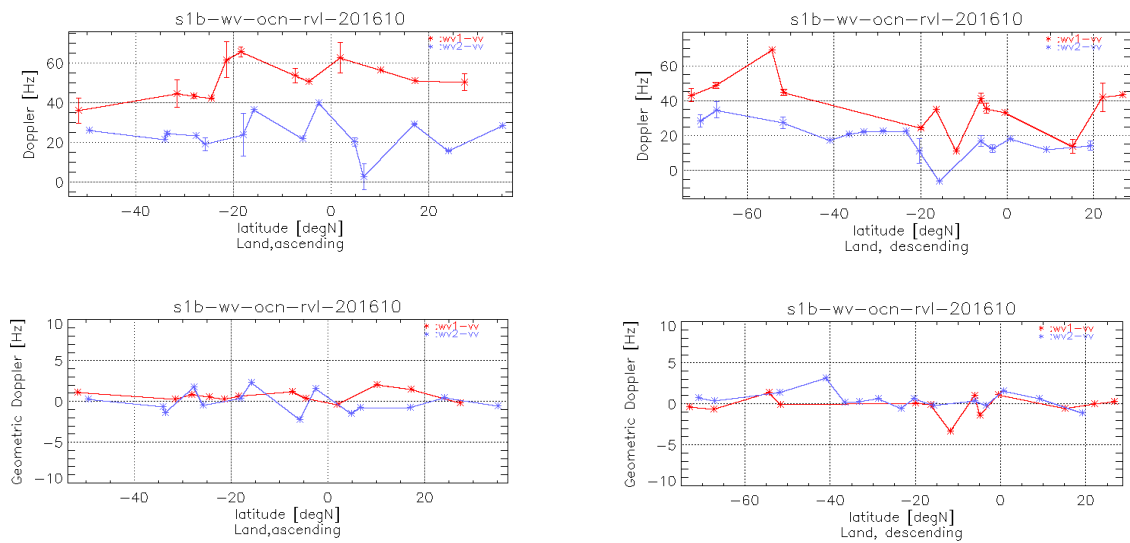 s1b-wv-ocn-rvl-201610
:wv1-vv
:wv2-vv
Doppler [Hz]
60
40
20
0
-40
-20
0
20
latitude [degN]
Land,ascending
s1b-wv-ocn-rvl-201610
:wv1-vv
:wv2-vv
Doppler [Hz]
60
40
20
0
-60
-40
-20
0
20
latitude [degN]
Land, descending
s1b-wv-ocn-rvl-201610
:wv1-vv
:wv2-vv
Geometric Doppler [Hz]
10
5
0
-5
-10
-40
-20
0
20
latitude [degN]
Land,ascending
s1b-wv-ocn-rvl-201610
:wv1-vv
:wv2-vv
Geometric Doppler [Hz]
10
5
0
-5
-10
-60
-40
-20
0
20
latitude [degN]
Land, descending